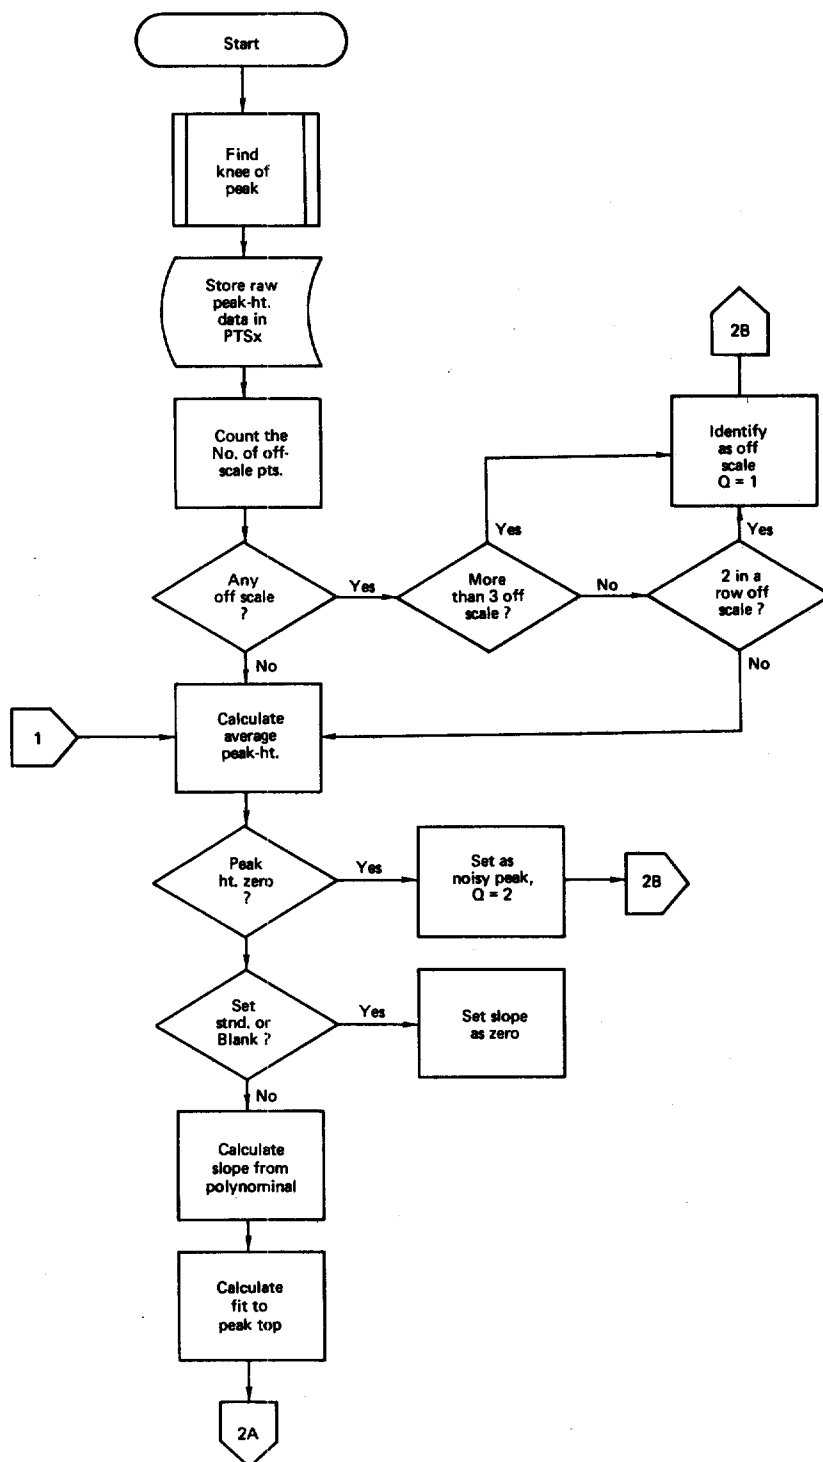 Start
Find
knee of
peak
Store raw
peak-ht.
data in
PTSx
2B
Count the
No. of off-
scale pts.
Identify
as off
scale
Q = 1
Yes
Yes
Any
off scale
?
Yes
More
than 3 off
scale ?
No
2 in a
row off
scale ?
No
No
1
Calculate
average
peak-ht.
Peak
ht. zero
?
Yes
Set as
noisy peak,
Q = 2
2B
Set
stnd. or
Blank ?
Yes
Set slope
as zero
No
Calculate
slope from
polynominal
Calculate
fit to
peak top
2A